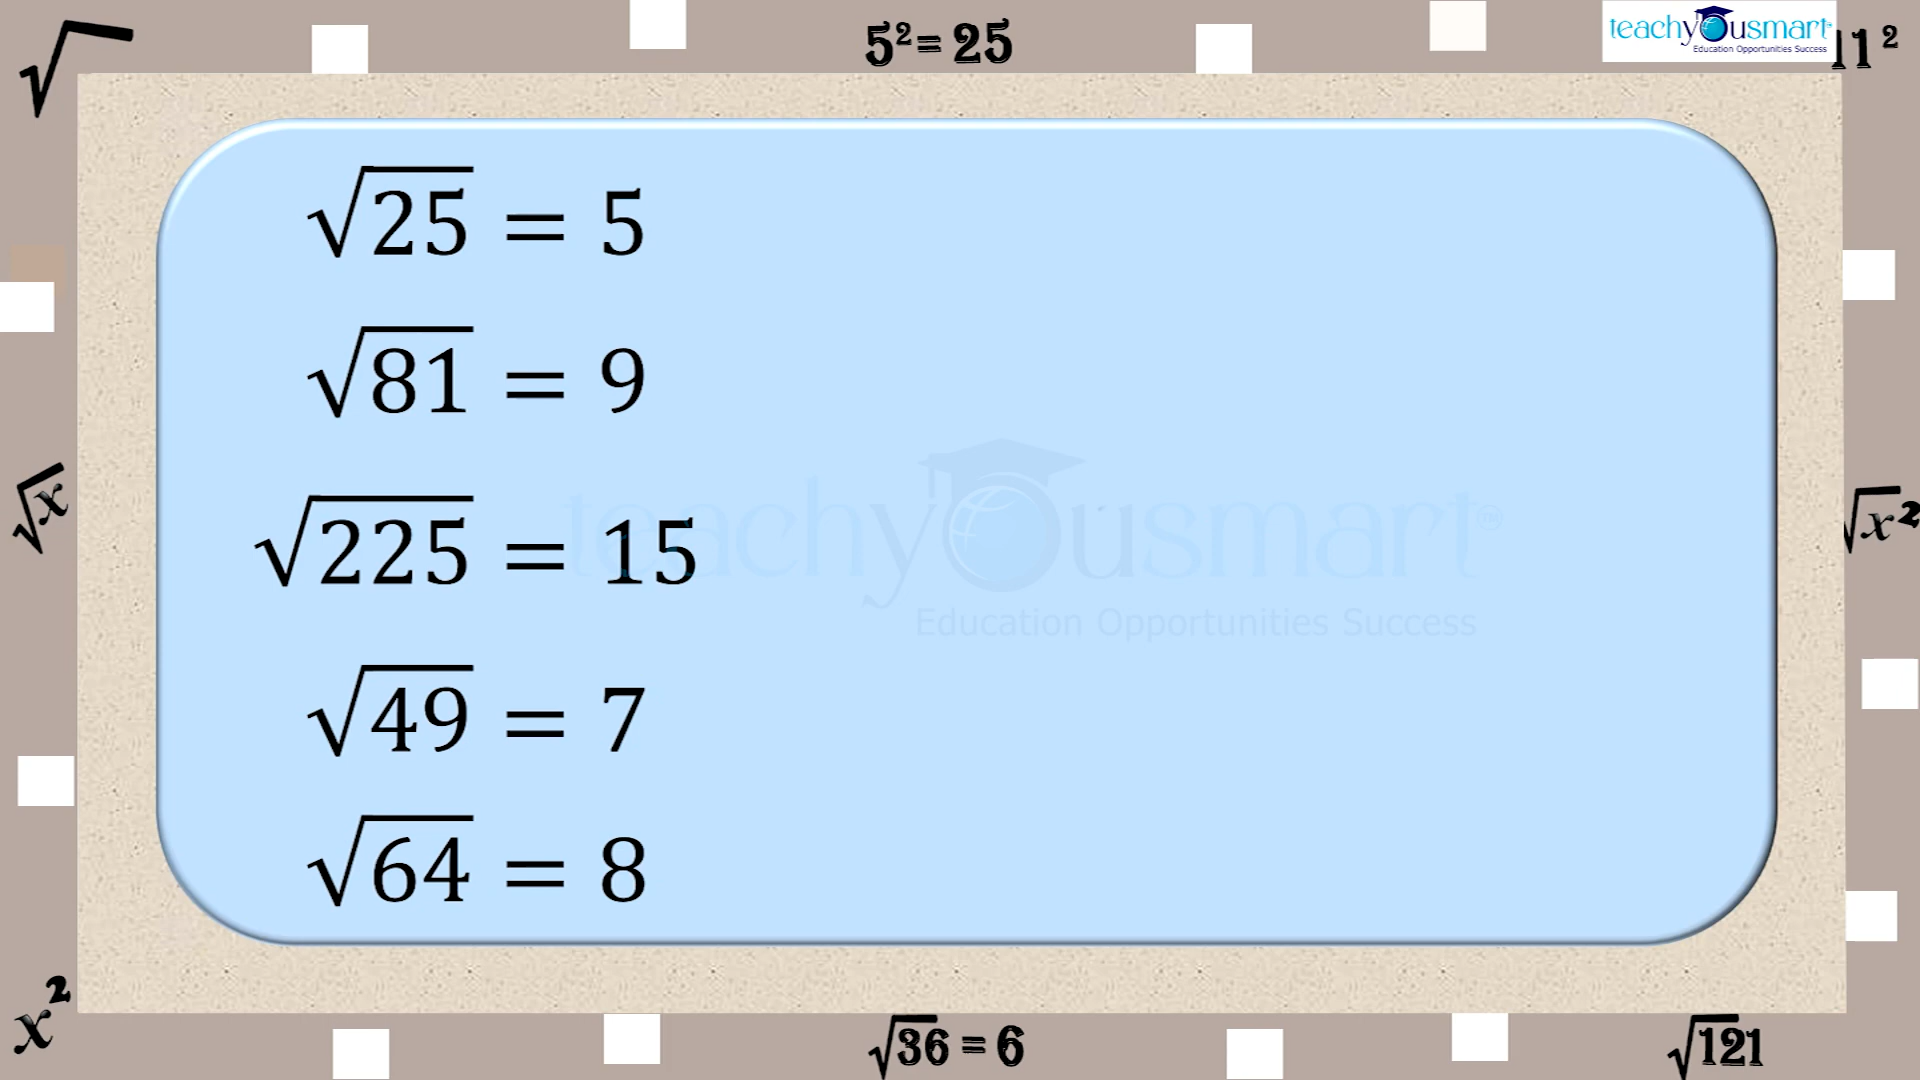 √
5² = 25
teachyousmart
Education Opportunities Success
11²
√25 = 5
√81 = 9
√x
√225 = 15
teachyousmart™
Education Opportunities Success
√x²
√49 = 7
√64 = 8
x²
√36 = 6
√121